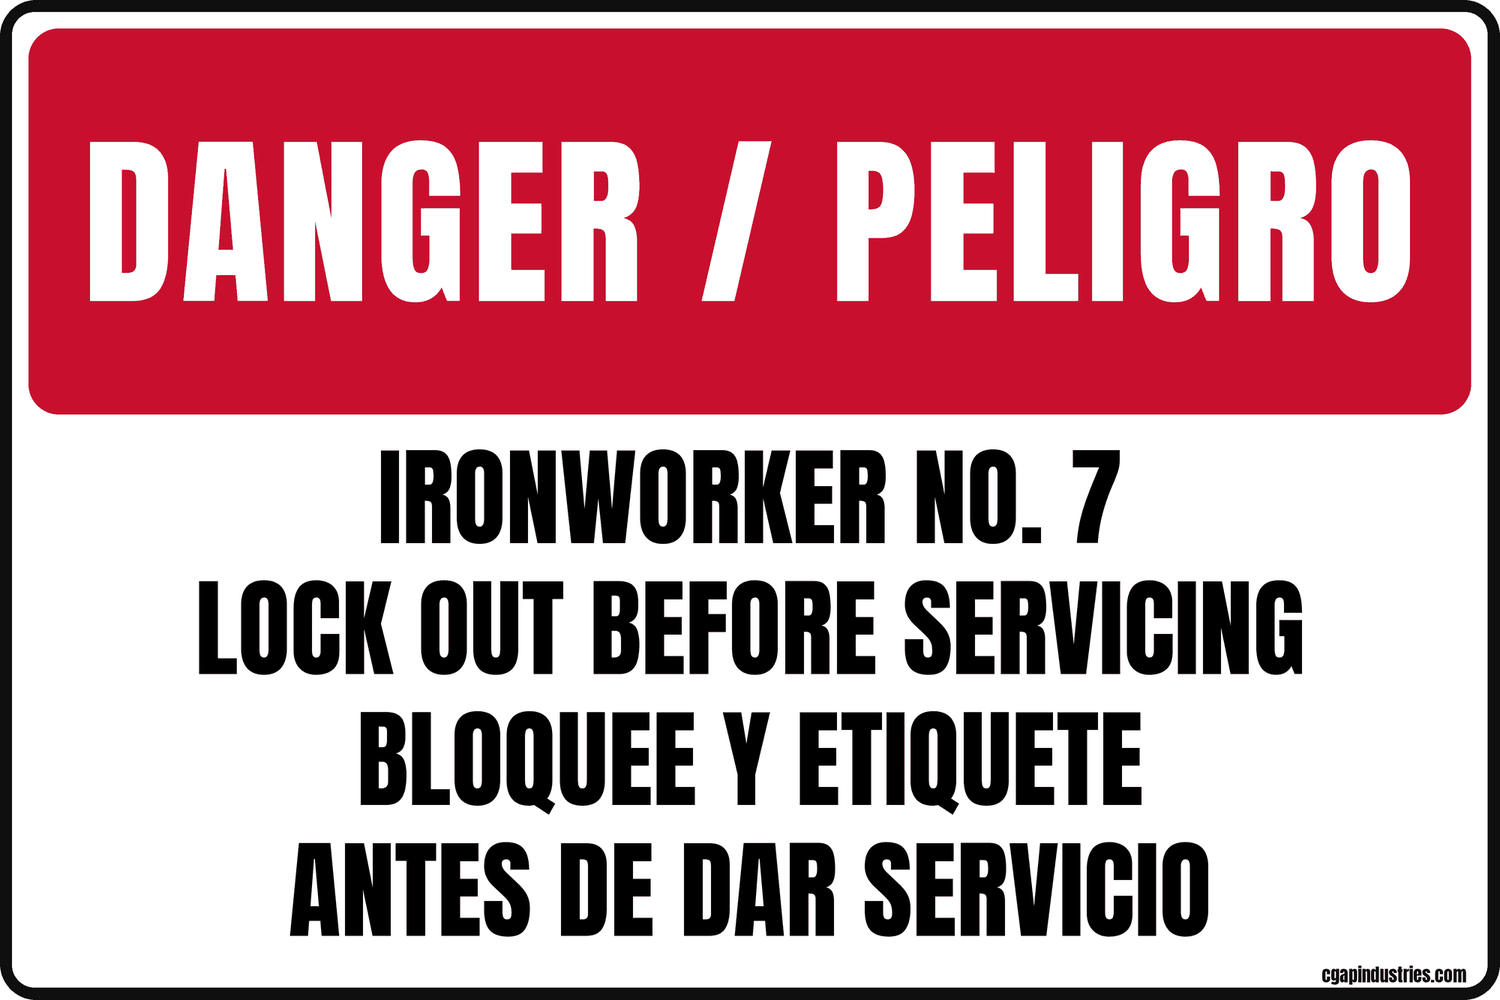 DANGER / PELIGRO
IRONWORKER NO. 7
LOCK OUT BEFORE SERVICING
BLOQUEE Y ETIQUETE
ANTES DE DAR SERVICIO
cgapindustries.com